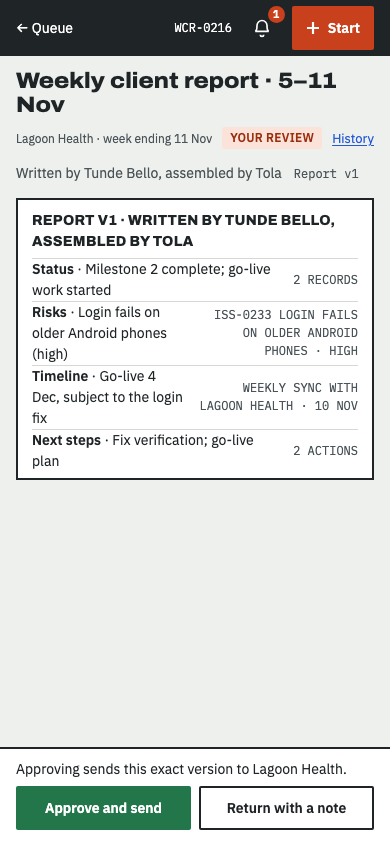 ← Queue
WCR-0216
1
+ Start
Weekly client report · 5–11
Nov
Lagoon Health · week ending 11 Nov
YOUR REVIEW
History
Written by Tunde Bello, assembled by Tola
Report v1
REPORT V1 · WRITTEN BY TUNDE BELLO,
ASSEMBLED BY TOLA
Status · Milestone 2 complete; go-live
work started
2 RECORDS
Risks · Login fails on
older Android phones
(high)
ISS-0233 LOGIN FAILS
ON OLDER ANDROID
PHONES · HIGH
Timeline · Go-live 4
Dec, subject to the login
fix
WEEKLY SYNC WITH
LAGOON HEALTH · 10 NOV
Next steps · Fix verification; go-live
plan
2 ACTIONS
Approving sends this exact version to Lagoon Health.
Approve and send
Return with a note